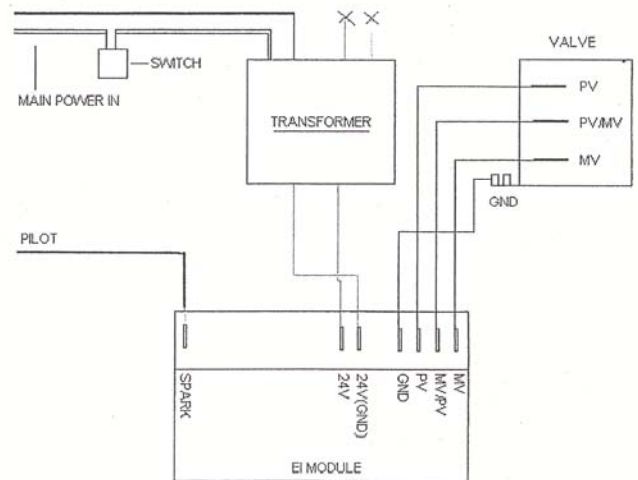 VALVE
SWITCH
PV
MAIN POWER IN
TRANSFORMER
PV/MV
MV
GND
PILOT
SPARK
24V
24V(GND)
GND
PV
MV/PV
MV
EI MODULE